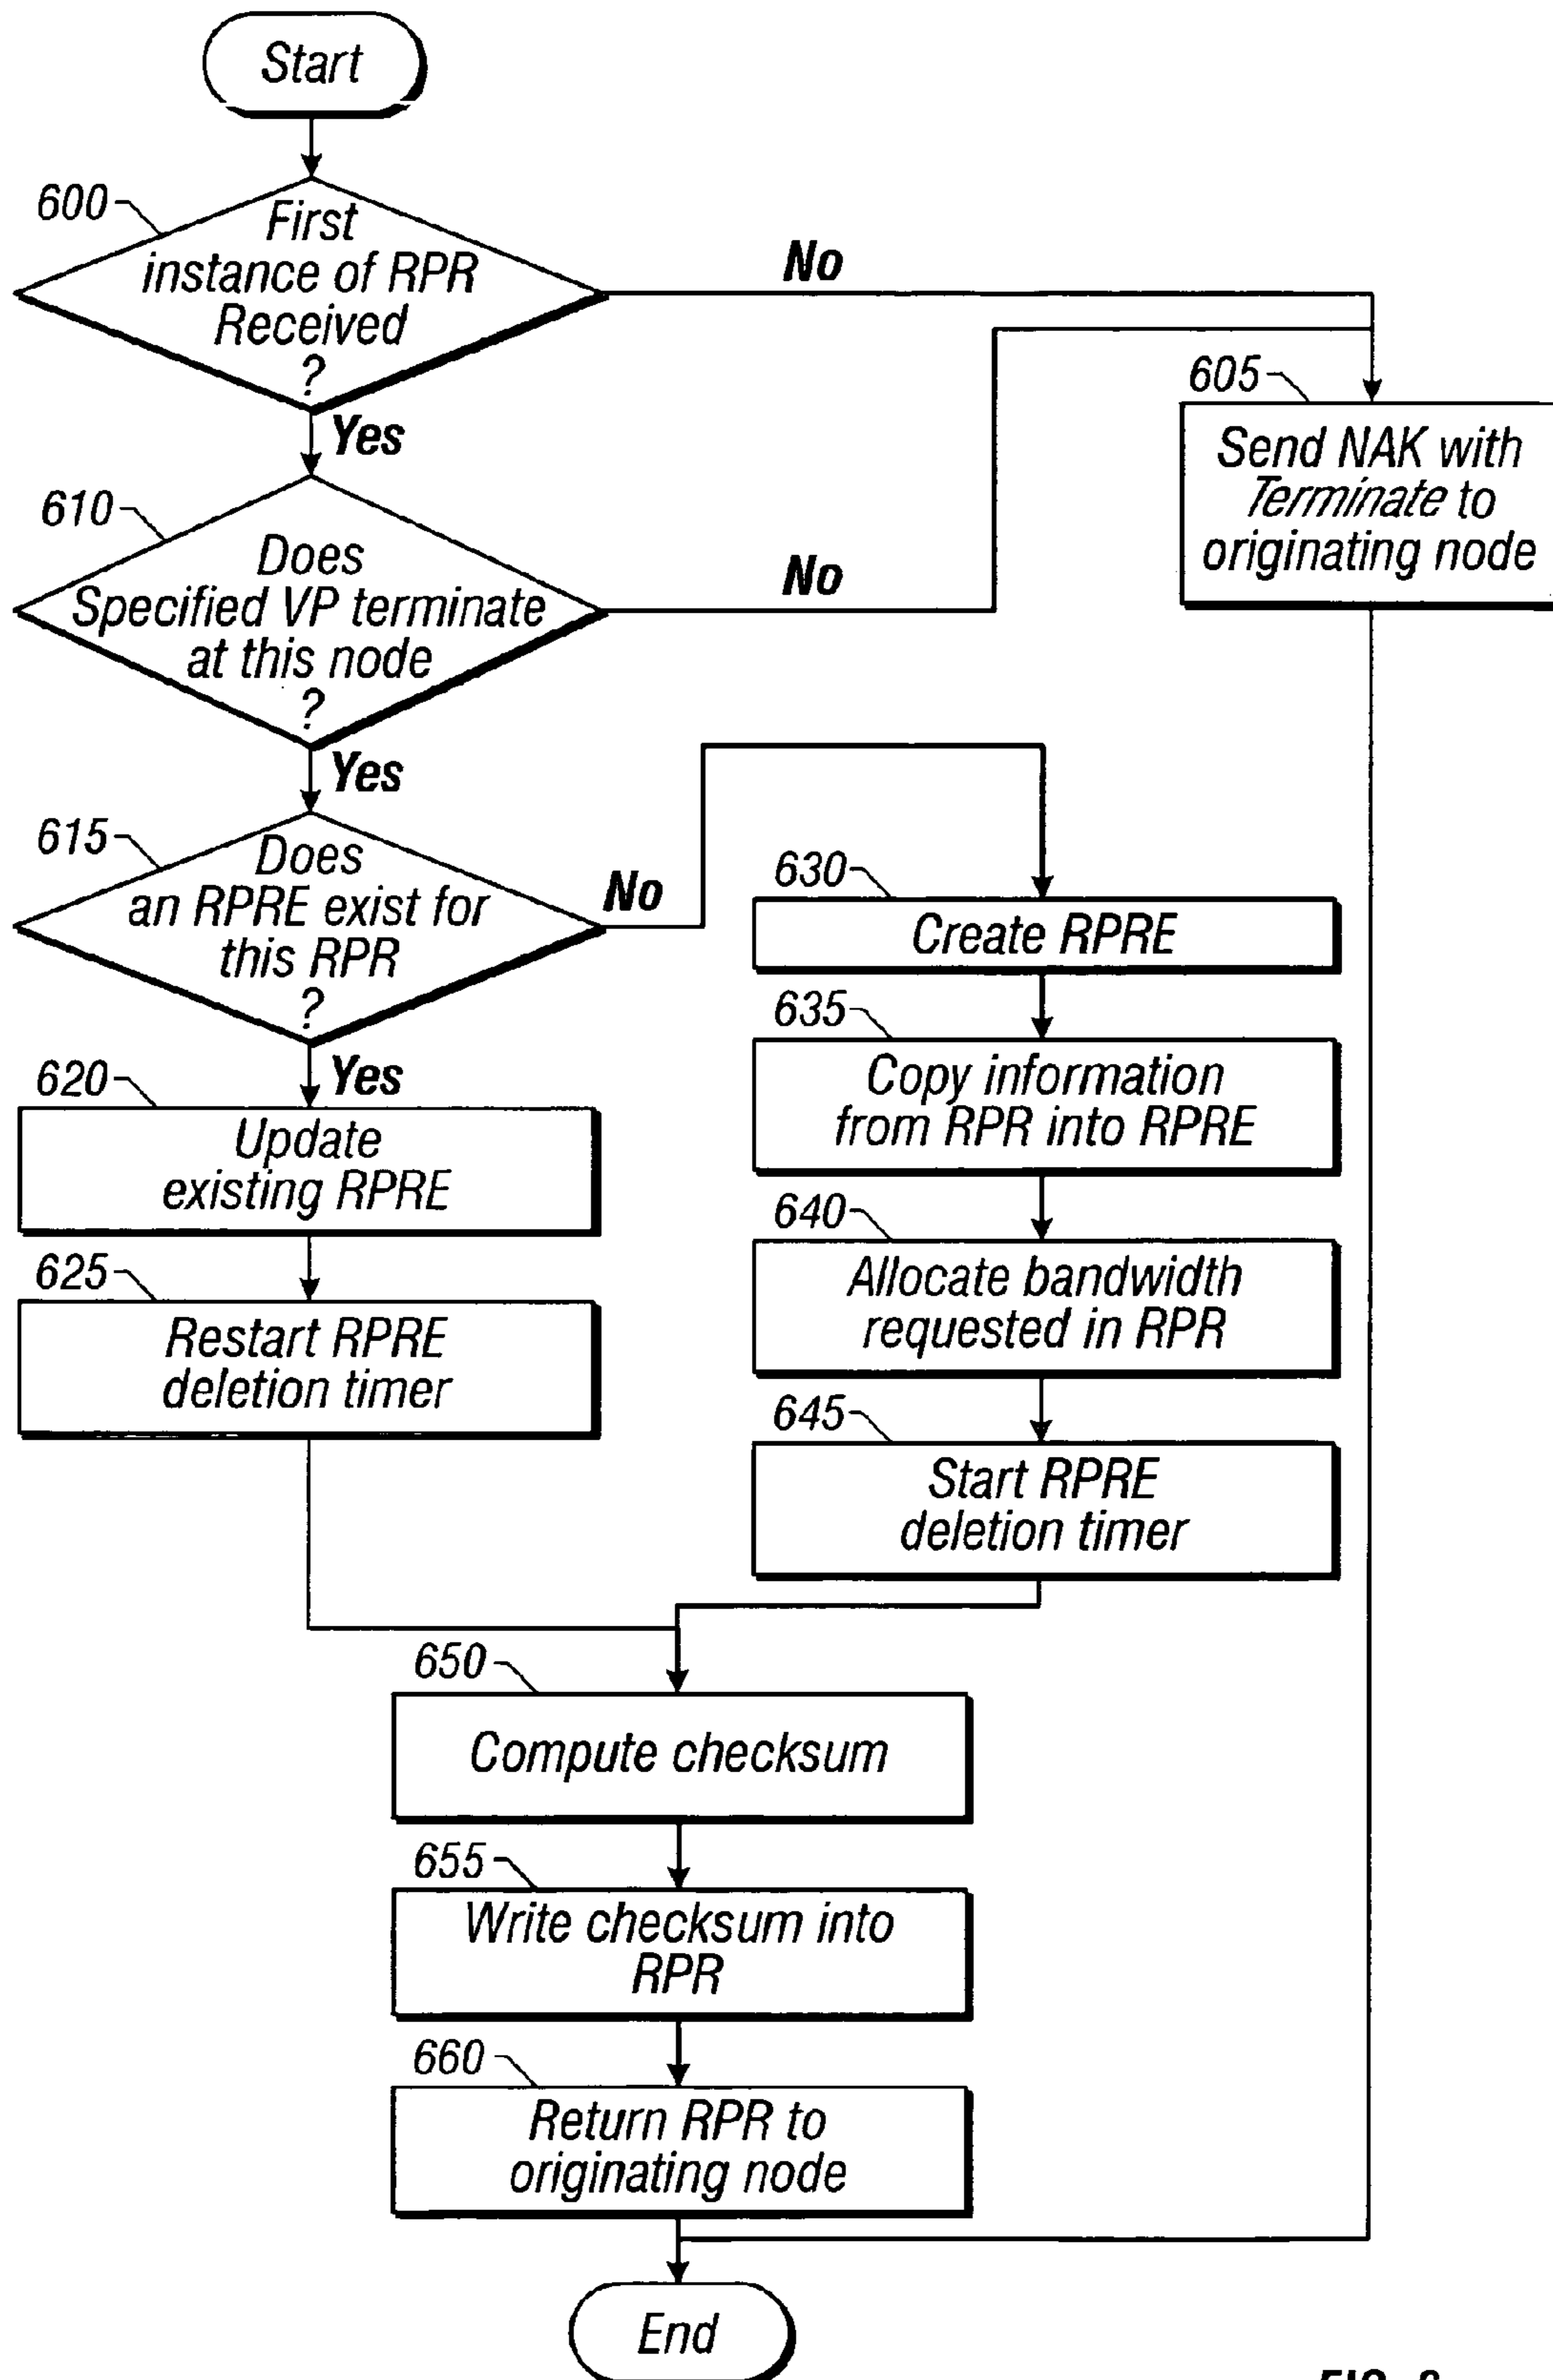 Start
600
First
instance of RPR
Received
?
No
Yes
605
Send NAK with
Terminate to
originating node
610
Does
Specified VP terminate
at this node
?
No
Yes
615
Does
an RPRE exist for
this RPR
?
No
Yes
620
Update
existing RPRE
625
Restart RPRE
deletion timer
630
Create RPRE
635
Copy information
from RPR into RPRE
640
Allocate bandwidth
requested in RPR
645
Start RPRE
deletion timer
650
Compute checksum
655
Write checksum into
RPR
660
Return RPR to
originating node
End